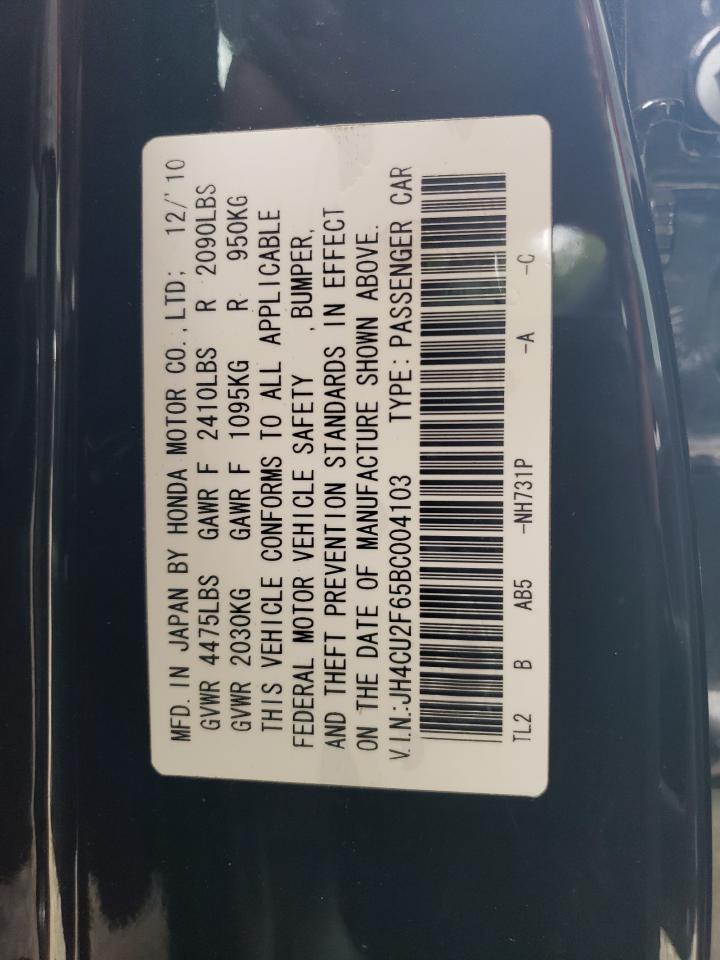 MFD. IN JAPAN BY HONDA MOTOR CO., LTD; 12/'10
GVWR 4475LBS GAWR F 2410LBS R 2090LBS
GVWR 2030KG GAWR F 1095KG R 950KG
THIS VEHICLE CONFORMS TO ALL APPLICABLE
FEDERAL MOTOR VEHICLE SAFETY , BUMPER,
AND THEFT PREVENTION STANDARDS IN EFFECT
ON THE DATE OF MANUFACTURE SHOWN ABOVE.
V.I.N.:JH4CU2F65BC004103 TYPE:PASSENGER CAR
TL2 B AB5 -NH731P -A -C